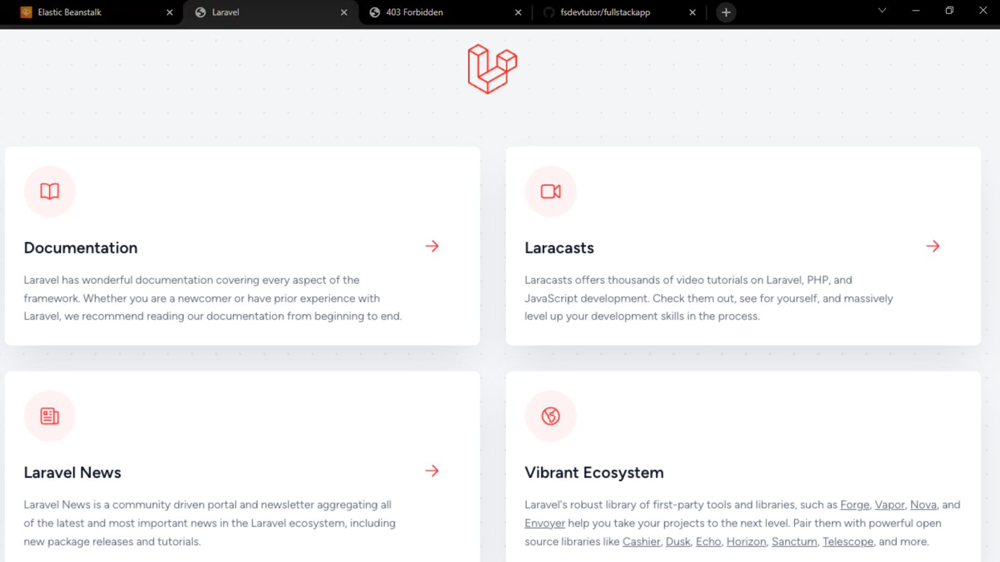 Elastic Beanstalk
Laravel
403 Forbidden
fsdevtutor/fullstackapp
Documentation
Laravel has wonderful documentation covering every aspect of the
framework. Whether you are a newcomer or have prior experience with
Laravel, we recommend reading our documentation from beginning to end.
Laracasts
Laracasts offers thousands of video tutorials on Laravel, PHP, and
JavaScript development. Check them out, see for yourself, and massively
level up your development skills in the process.
Laravel News
Laravel News is a community driven portal and newsletter aggregating all
of the latest and most important news in the Laravel ecosystem, including
new package releases and tutorials.
Vibrant Ecosystem
Laravel's robust library of first-party tools and libraries, such as Forge, Vapor, Nova, and
Envoyer help you take your projects to the next level. Pair them with powerful open
source libraries like Cashier, Dusk, Echo, Horizon, Sanctum, Telescope, and more.